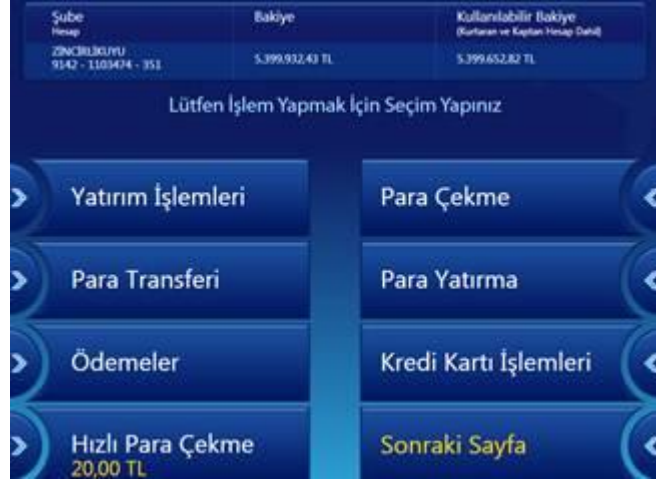 Şube
Hesap
Bakiye
Kullanılabilir Bakiye
(Kurtaran ve Kaptan Hesap Dahil)
ZİNCİRLİKUYU
9142 - 1103474 - 351
5.399.932,43 TL
5.399.652,82 TL
Lütfen İşlem Yapmak İçin Seçim Yapınız
Yatırım İşlemleri
Para Çekme
Para Transferi
Para Yatırma
Ödemeler
Kredi Kartı İşlemleri
Hızlı Para Çekme
20,00 TL
Sonraki Sayfa